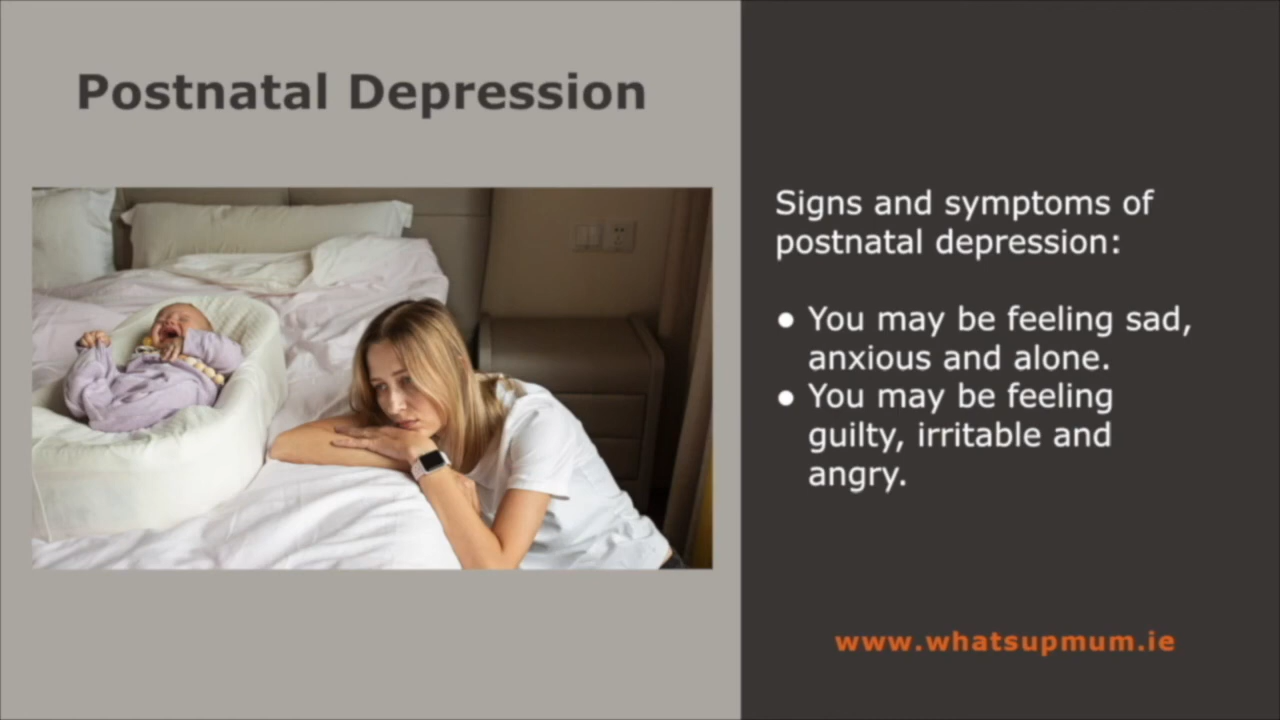 Postnatal Depression
Signs and symptoms of
postnatal depression:
● You may be feeling sad,
anxious and alone.
● You may be feeling
guilty, irritable and
angry.
www.whatsupmum.ie